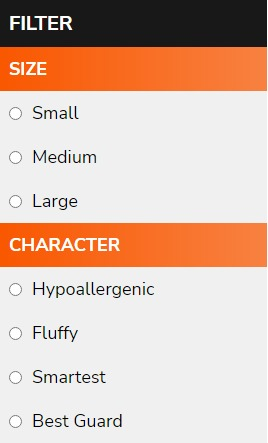 FILTER
SIZE
Small
Medium
Large
CHARACTER
Hypoallergenic
Fluffy
Smartest
Best Guard